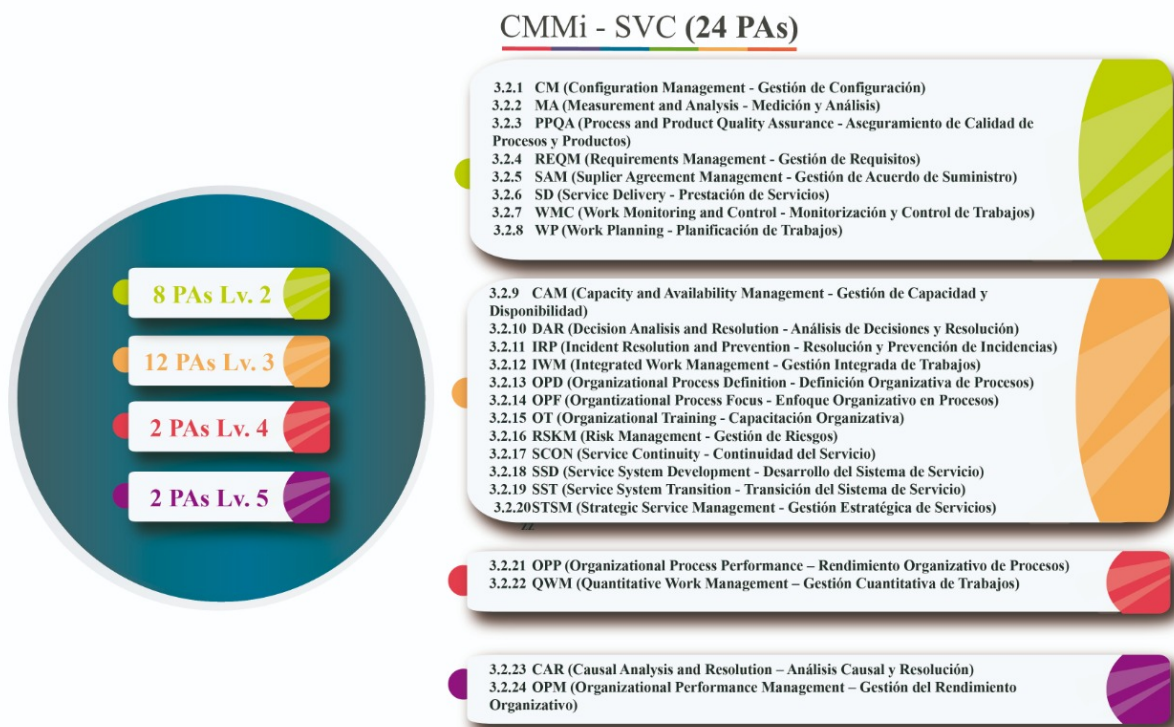 CMMi - SVC (24 PAs)
8 PAs Lv. 2
12 PAs Lv. 3
2 PAs Lv. 4
2 PAs Lv. 5
3.2.1 CM (Configuration Management - Gestión de Configuración)
3.2.2 MA (Measurement and Analysis - Medición y Análisis)
3.2.3 PPQA (Process and Product Quality Assurance - Aseguramiento de Calidad de
Procesos y Productos)
3.2.4 REQM (Requirements Management - Gestión de Requisitos)
3.2.5 SAM (Suplier Agreement Management - Gestión de Acuerdo de Suministro)
3.2.6 SD (Service Delivery - Prestación de Servicios)
3.2.7 WMC (Work Monitoring and Control - Monitorización y Control de Trabajos)
3.2.8 WP (Work Planning - Planificación de Trabajos)
3.2.9 CAM (Capacity and Availability Management - Gestión de Capacidad y
Disponibilidad)
3.2.10 DAR (Decision Analisis and Resolution - Análisis de Decisiones y Resolución)
3.2.11 IRP (Incident Resolution and Prevention - Resolución y Prevención de Incidencias)
3.2.12 IWM (Integrated Work Management - Gestión Integrada de Trabajos)
3.2.13 OPD (Organizational Process Definition - Definición Organizativa de Procesos)
3.2.14 OPF (Organtizational Process Focus - Enfoque Organizativo en Procesos)
3.2.15 OT (Organizational Training - Capacitación Organizativa)
3.2.16 RSKM (Risk Management - Gestión de Riesgos)
3.2.17 SCON (Service Continuity - Continuidad del Servicio)
3.2.18 SSD (Service System Development - Desarrollo del Sistema de Servicio)
3.2.19 SST (Service System Transition - Transición del Sistema de Servicio)
3.2.20STSM (Strategic Service Management - Gestión Estratégica de Servicios)
zz
3.2.21 OPP (Organizational Process Performance – Rendimiento Organizativo de Procesos)
3.2.22 QWM (Quantitative Work Management – Gestión Cuantitativa de Trabajos)
3.2.23 CAR (Causal Analysis and Resolution – Análisis Causal y Resolución)
3.2.24 OPM (Organizational Performance Management – Gestión del Rendimiento
Organizativo)